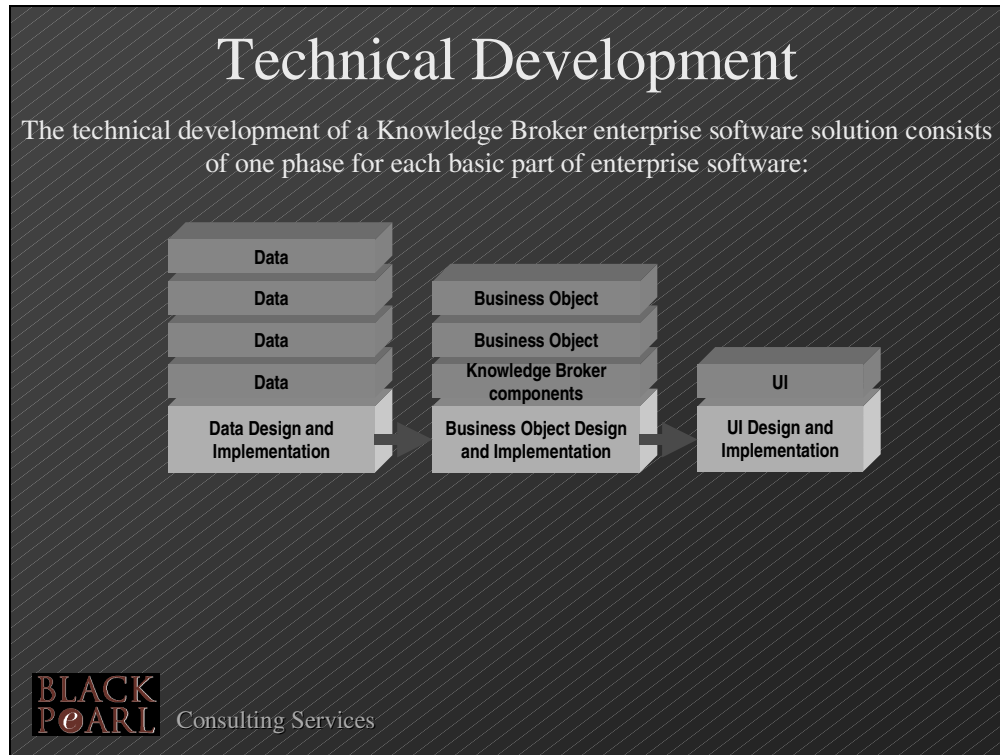 Technical Development
The technical development of a Knowledge Broker enterprise software solution consists
of one phase for each basic part of enterprise software:
Data
Data
Data
Data
Data Design and
Implementation
Business Object
Business Object
Knowledge Broker
components
Business Object Design
and Implementation
UI
UI Design and
Implementation
BLACK
PeARL
Consulting Services